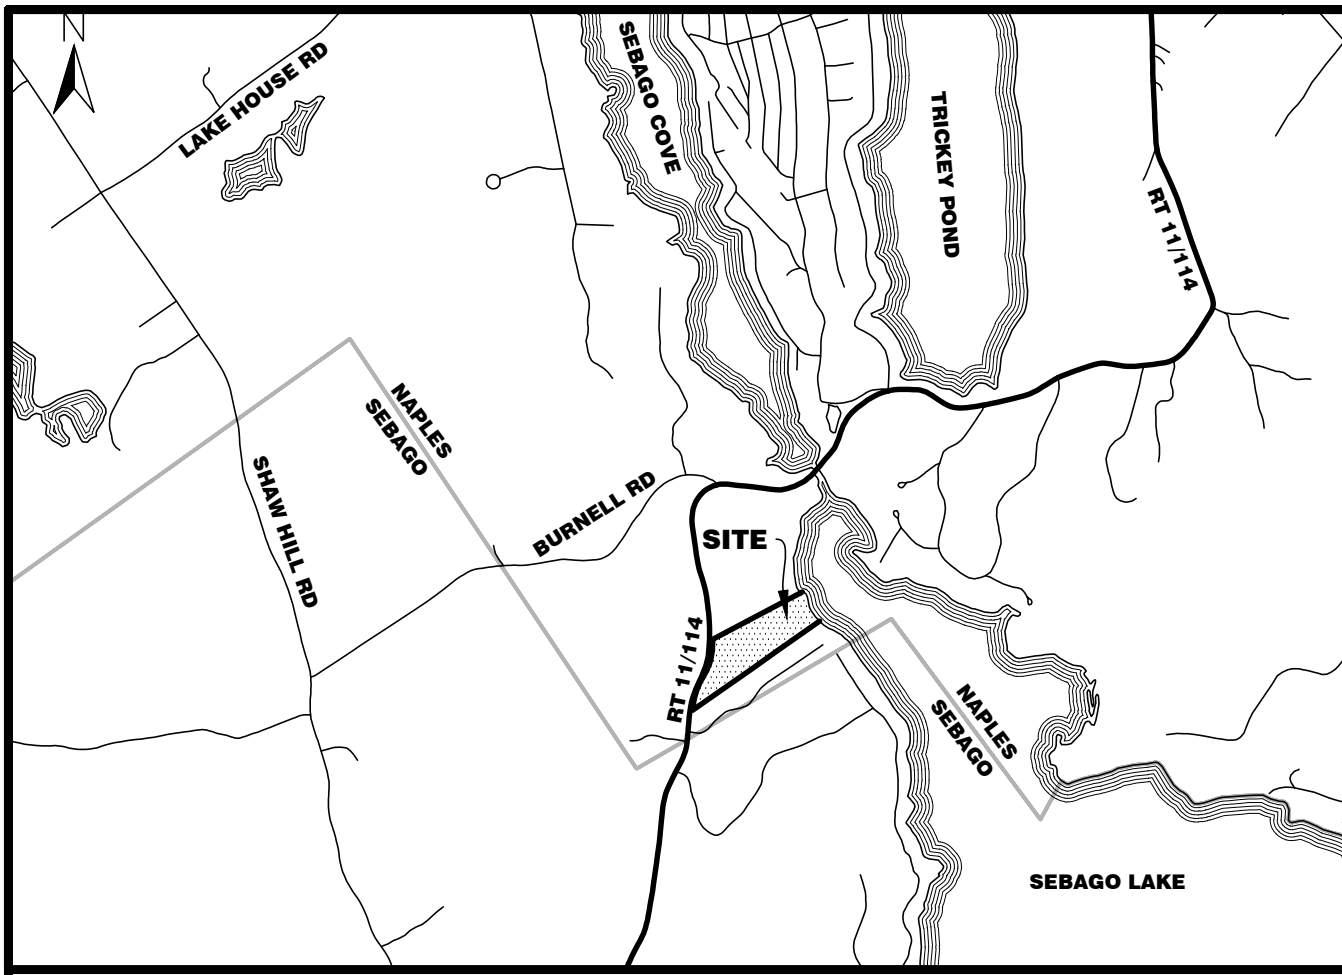 N
LAKE HOUSE RD
SEBAGO COVE
TRICKEY POND
RT 11/114
NAPLES
SEBAGO
SHAW HILL RD
BURNELL RD
SITE
RT 11/114
NAPLES
SEBAGO
SEBAGO LAKE